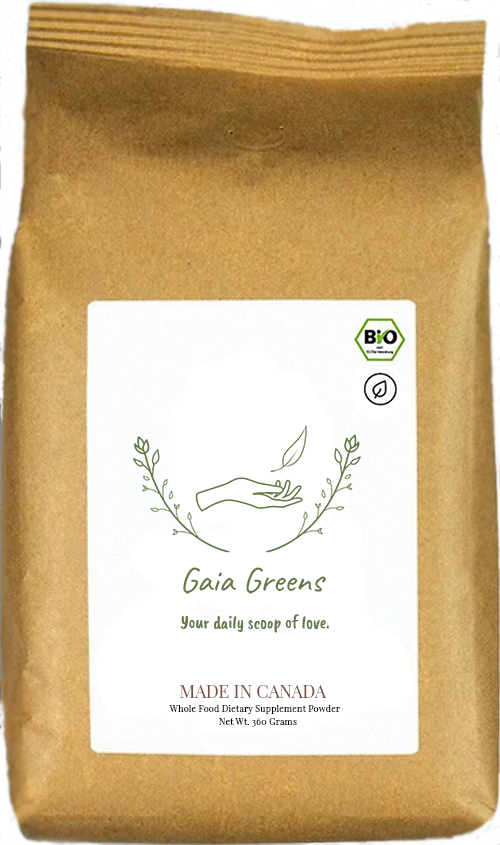 BiO
Gaia Greens
Your daily scoop of love.
MADE IN CANADA
Whole Food Dietary Supplement Powder
Net Wt. 360 Grams